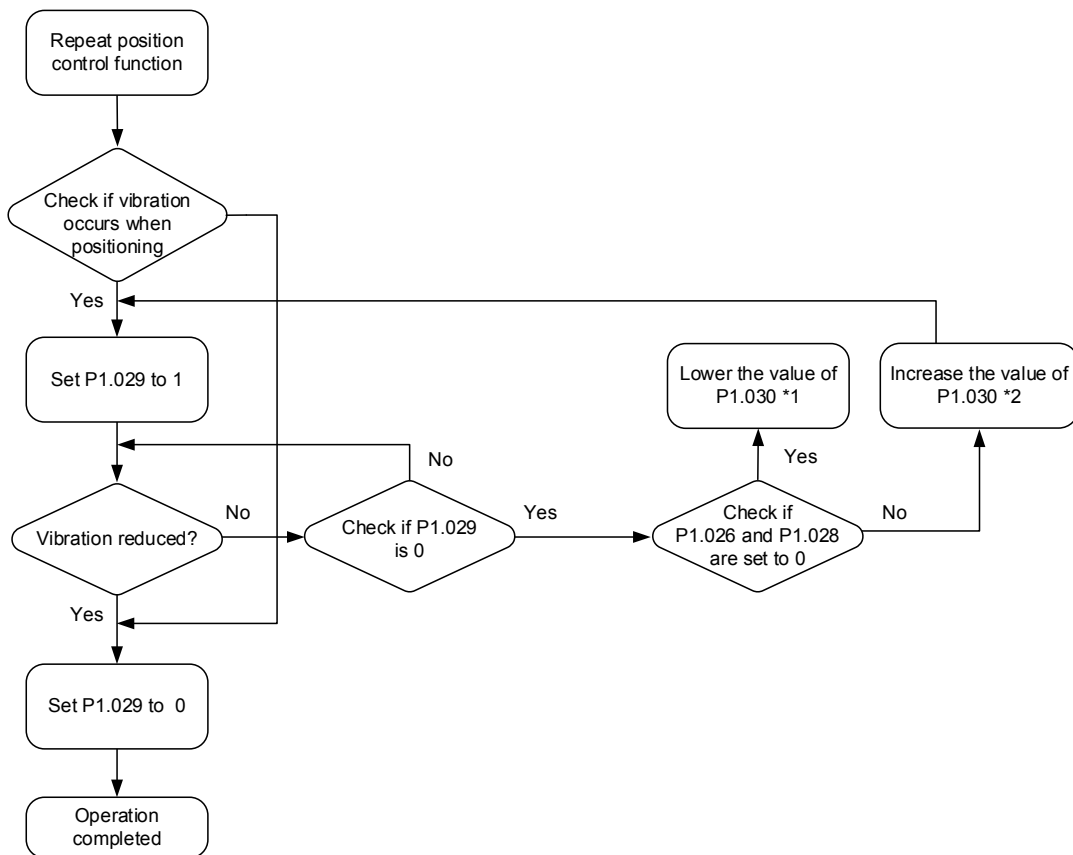 Repeat position
control function
Check if vibration
occurs when
positioning
Yes
Set P1.029 to 1
Lower the value of
P1.030 *1
Increase the value of
P1.030 *2
No
Yes
Vibration reduced?
No
Check if P1.029
is 0
Yes
Check if
P1.026 and P1.028
are set to 0
No
Yes
Set P1.029 to  0
Operation
completed